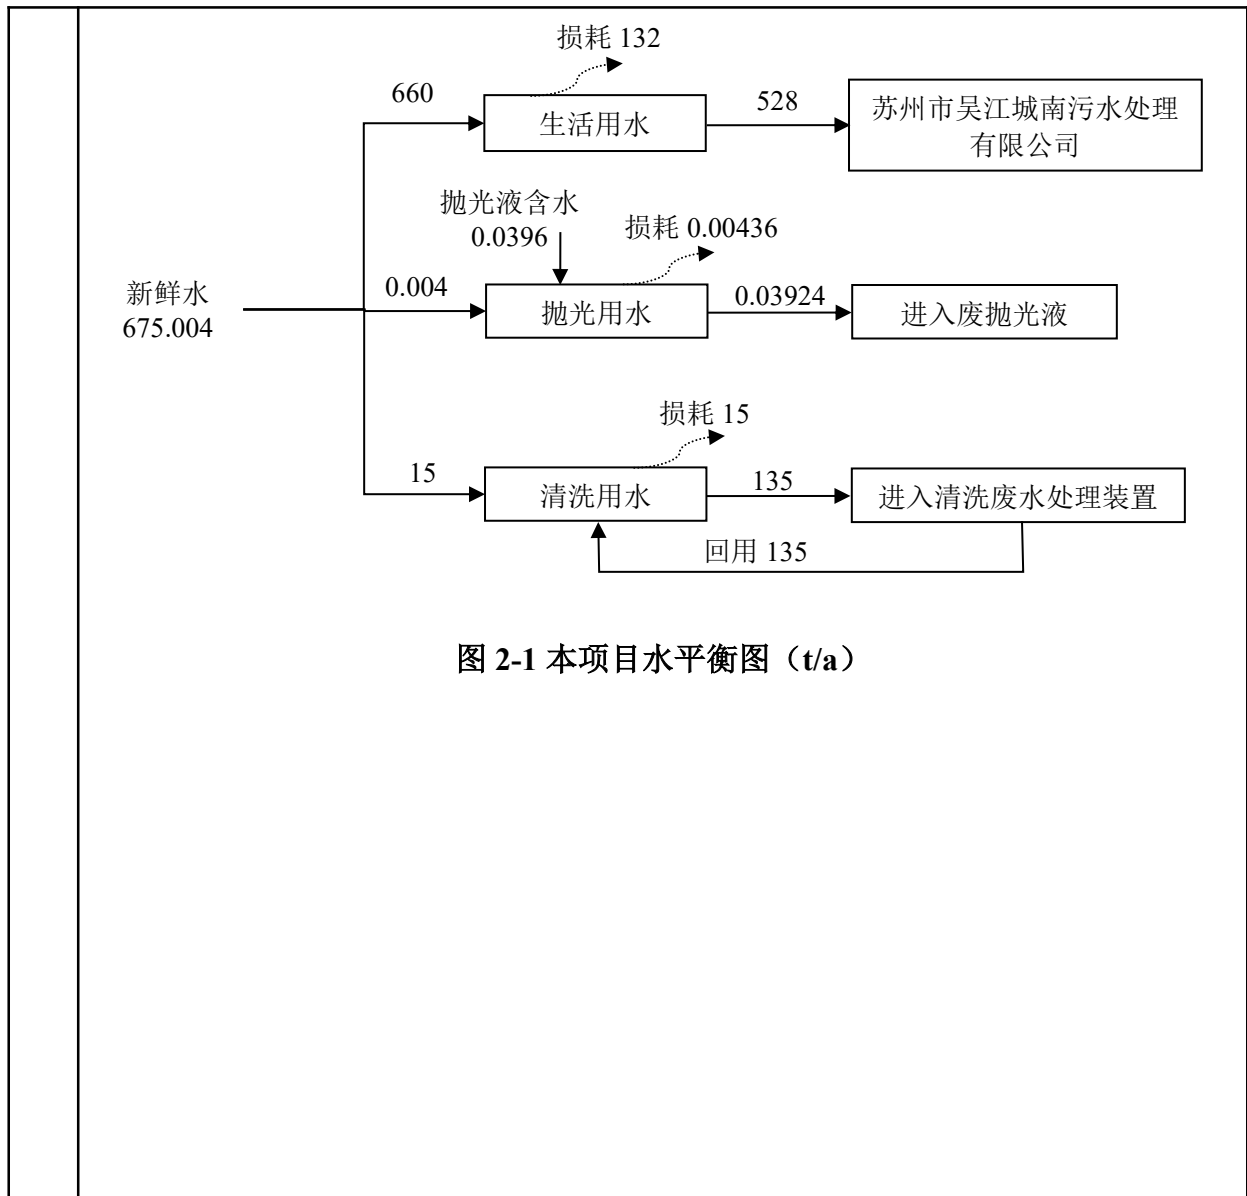 损耗 132
660
生活用水
528
苏州市吴江城南污水处理
有限公司
抛光液含水
0.0396
损耗 0.00436
新鲜水
675.004
0.004
抛光用水
0.03924
进入废抛光液
损耗 15
15
清洗用水
135
进入清洗废水处理装置
回用 135
图 2-1 本项目水平衡图（t/a）